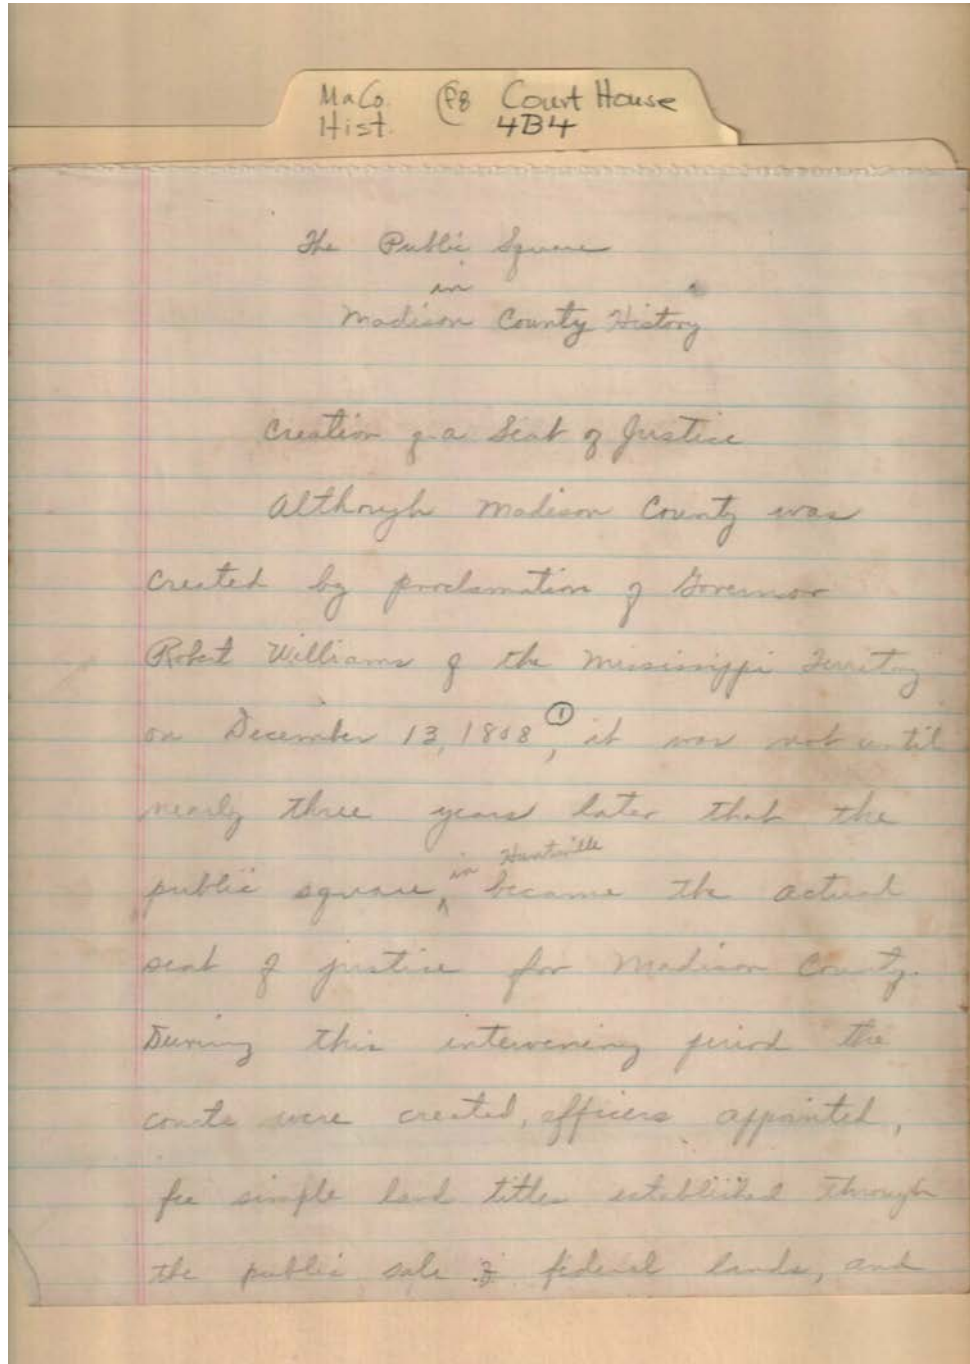 MaCo. P8 Court House
Hist. 4B4
The Public Square
in
Madison County History
Creation of a Seat of Justice
Although Madison County was
created by proclamation of Governor
Robert Williams of the Mississippi Territory
on December 13, 1808 ①, it was not until
nearly three years later that the
in Huntsville
public square, ^ became the actual
seat of justice for Madison County.
During this intervening period the
courts were created, officers appointed,
fee simple land titles established through
the public sale of federal lands, and